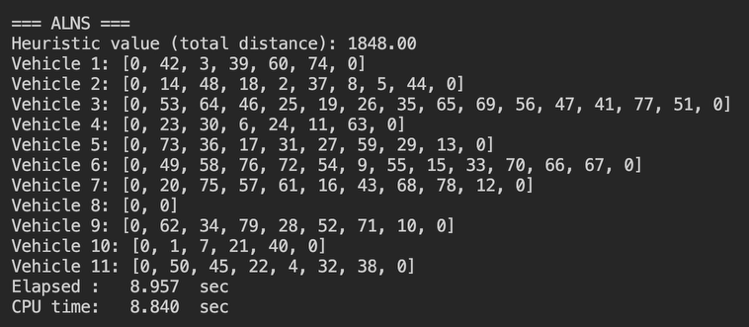 === ALNS ===
Heuristic value (total distance): 1848.00
Vehicle 1: [0, 42, 3, 39, 60, 74, 0]
Vehicle 2: [0, 14, 48, 18, 2, 37, 8, 5, 44, 0]
Vehicle 3: [0, 53, 64, 46, 25, 19, 26, 35, 65, 69, 56, 47, 41, 77, 51, 0]
Vehicle 4: [0, 23, 30, 6, 24, 11, 63, 0]
Vehicle 5: [0, 73, 36, 17, 31, 27, 59, 29, 13, 0]
Vehicle 6: [0, 49, 58, 76, 72, 54, 9, 55, 15, 33, 70, 66, 67, 0]
Vehicle 7: [0, 20, 75, 57, 61, 16, 43, 68, 78, 12, 0]
Vehicle 8: [0, 0]
Vehicle 9: [0, 62, 34, 79, 28, 52, 71, 10, 0]
Vehicle 10: [0, 1, 7, 21, 40, 0]
Vehicle 11: [0, 50, 45, 22, 4, 32, 38, 0]
Elapsed :   8.957  sec
CPU time:   8.840  sec